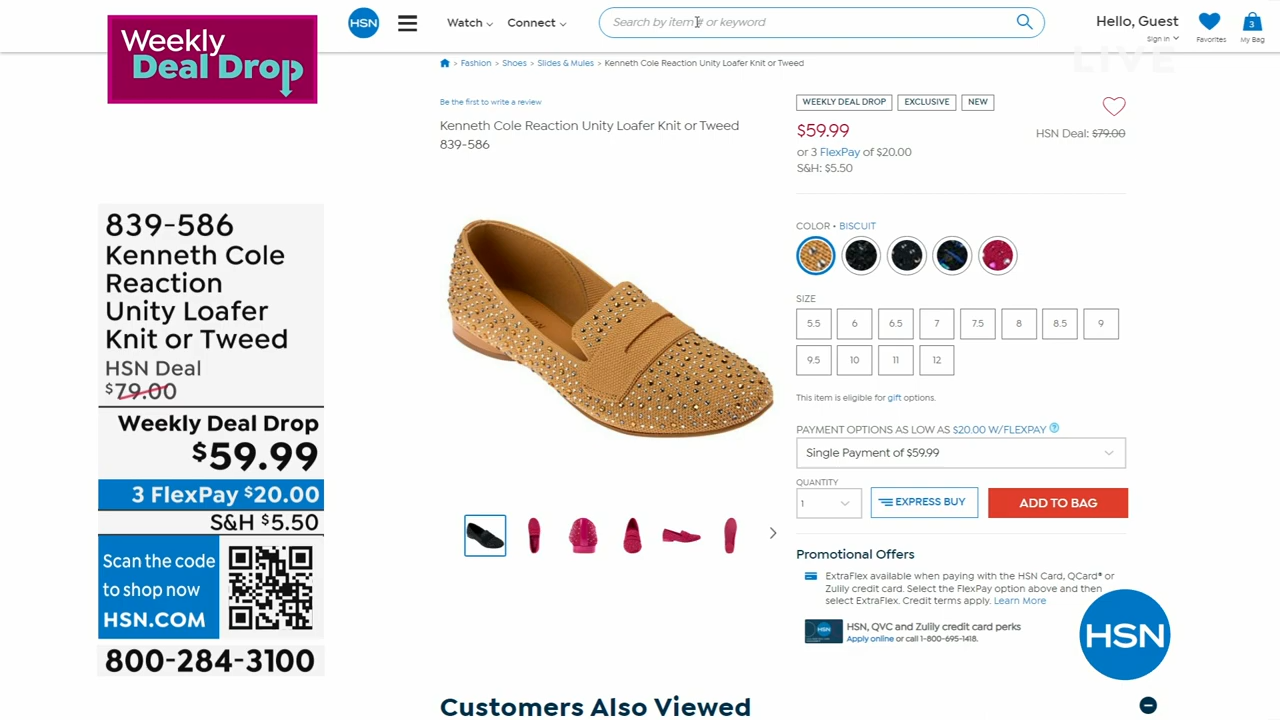 Weekly
Deal Drop
HSN
Watch
Connect
Search by item # or keyword
Hello, Guest
Sign In
Favorites
3
My Bag
LIVE
> Fashion > Shoes > Slides & Mules > Kenneth Cole Reaction Unity Loafer Knit or Tweed
Be the first to write a review
Kenneth Cole Reaction Unity Loafer Knit or Tweed
839-586
WEEKLY DEAL DROP
EXCLUSIVE
NEW
$59.99
HSN Deal: $79.00
or 3 FlexPay of $20.00
S&H: $5.50
COLOR • BISCUIT
SIZE
5.5 6 6.5 7 7.5 8 8.5 9
9.5 10 11 12
This item is eligible for gift options.
PAYMENT OPTIONS AS LOW AS $20.00 W/FLEXPAY ?
Single Payment of $59.99
QUANTITY
1
EXPRESS BUY
ADD TO BAG
Promotional Offers
ExtraFlex available when paying with the HSN Card, QCard® or
Zulily credit card. Select the FlexPay option above and then
select ExtraFlex. Credit terms apply. Learn More
HSN
HSN, QVC and Zulily credit card perks
Apply online or call 1-800-695-1418.
HSN
Customers Also Viewed
839-586
Kenneth Cole
Reaction
Unity Loafer
Knit or Tweed
HSN Deal
$79.00
Weekly Deal Drop
$59.99
3 FlexPay $20.00
S&H $5.50
Scan the code
to shop now
HSN.COM
800-284-3100